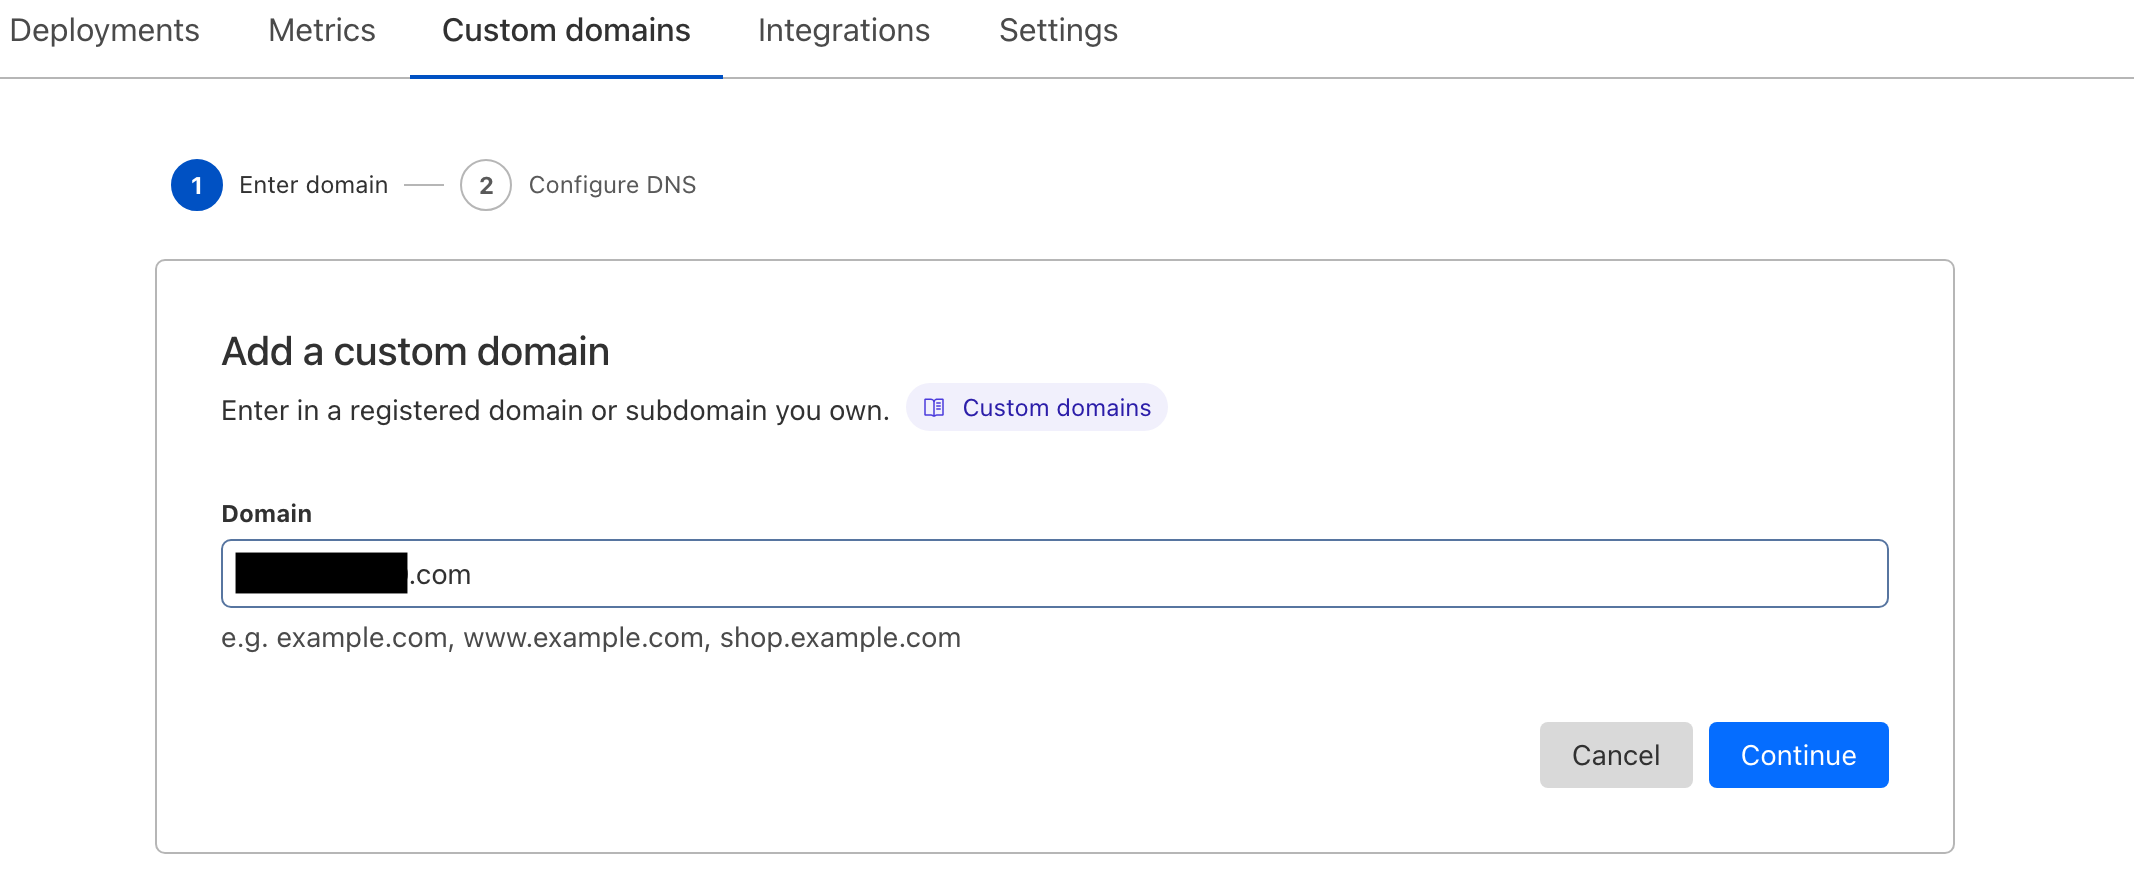 Deployments Metrics Custom domains Integrations Settings
1 Enter domain 2 Configure DNS
Add a custom domain
Enter in a registered domain or subdomain you own. Custom domains
Domain
.com
e.g. example.com, www.example.com, shop.example.com
Cancel Continue